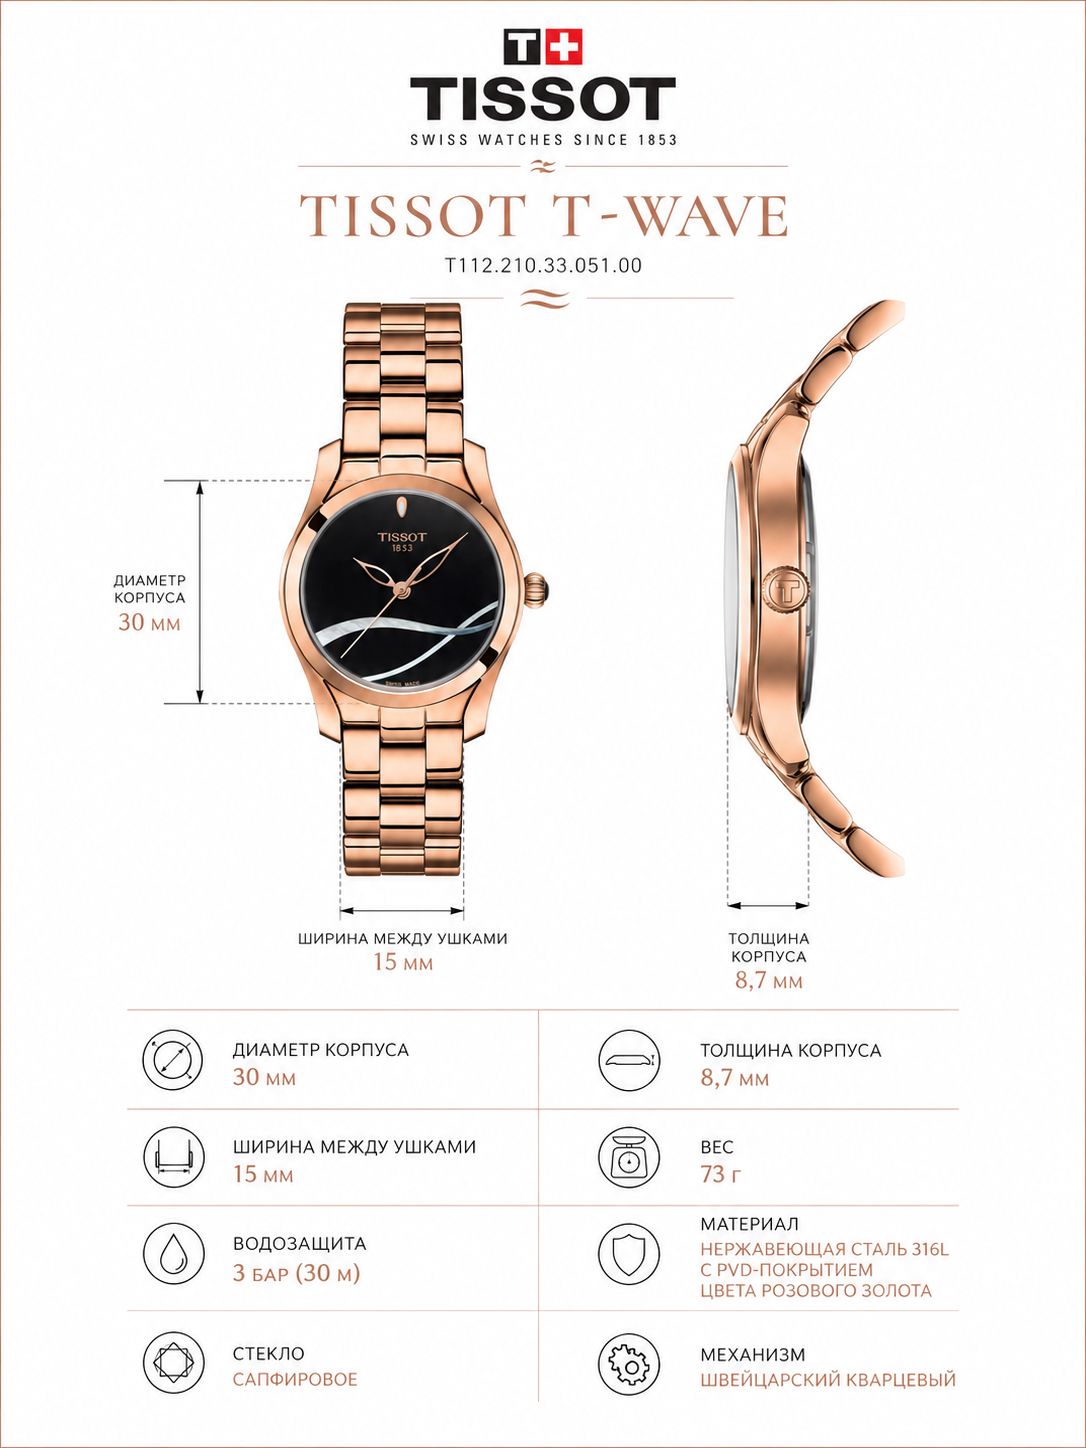 T+
TISSOT
SWISS WATCHES SINCE 1853
TISSOT T-WAVE
T112.210.33.051.00
TISSOT
1853
SWISS MADE
T
ДИАМЕТР
КОРПУСА
30 мм
ШИРИНА МЕЖДУ УШКАМИ
15 мм
ТОЛЩИНА
КОРПУСА
8,7 мм
ДИАМЕТР КОРПУСА
30 мм
ТОЛЩИНА КОРПУСА
8,7 мм
ШИРИНА МЕЖДУ УШКАМИ
15 мм
ВЕС
73 г
ВОДОЗАЩИТА
3 БАР (30 м)
МАТЕРИАЛ
НЕРЖАВЕЮЩАЯ СТАЛЬ 316L
С PVD-ПОКРЫТИЕМ
ЦВЕТА РОЗОВОГО ЗОЛОТА
СТЕКЛО
САПФИРОВОЕ
МЕХАНИЗМ
ШВЕЙЦАРСКИЙ КВАРЦЕВЫЙ